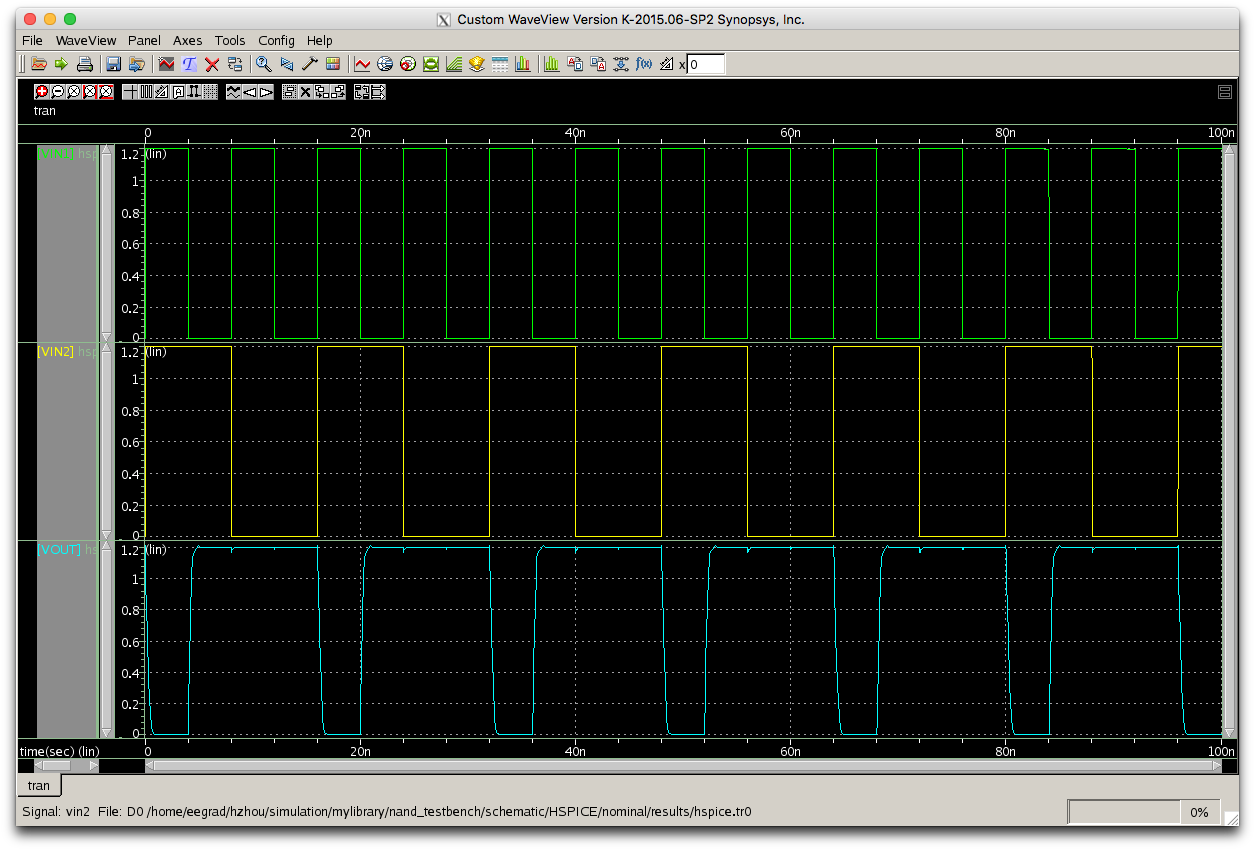 Custom WaveView Version K-2015.06-SP2 Synopsys, Inc.
File WaveView Panel Axes Tools Config Help
x 0
tran
0 20n 40n 60n 80n 100n
[VIN1] hsp
1.2 (lin)
1
0.8
0.6
0.4
0.2
0
[VIN2] hsp
1.2 (lin)
1
0.8
0.6
0.4
0.2
0
[VOUT] hs
1.2 (lin)
1
0.8
0.6
0.4
0.2
0
time(sec) (lin) 0 20n 40n 60n 80n 100n
tran
Signal: vin2 File: D0 /home/eegrad/hzhou/simulation/mylibrary/nand_testbench/schematic/HSPICE/nominal/results/hspice.tr0 0%